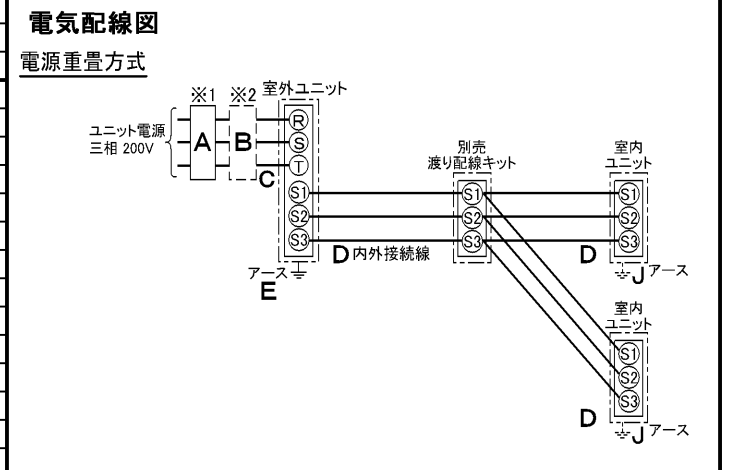 電気配線図
電源重畳方式
※1 ※2 室外ユニット
ユニット電源
三相 200V
A
B
C
R
S
T
S1
S2
S3
アース
E
D 内外接続線
別売
渡り配線キット
S1
S2
S3
室内
ユニット
S1
S2
S3
D
J アース
室内
ユニット
S1
S2
S3
D
J アース